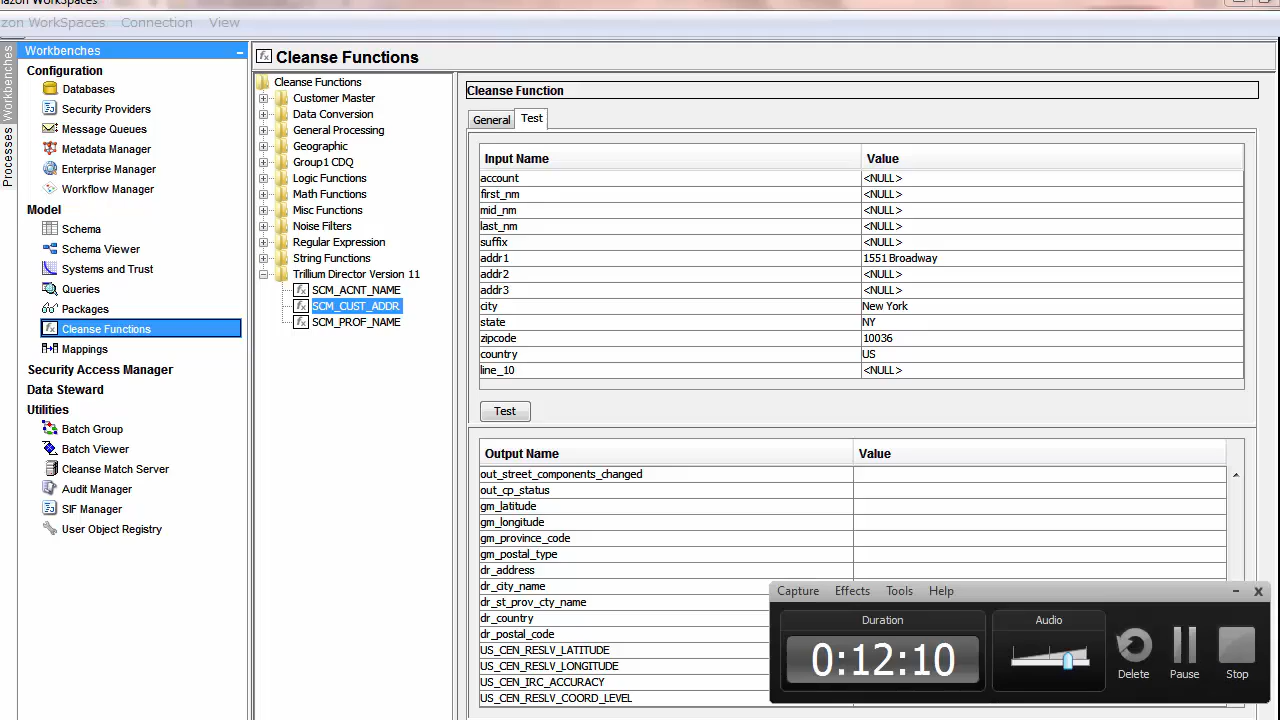 azon WorkSpaces
zon WorkSpaces Connection View
Workbenches
Processes
Workbenches
Configuration
Databases
Security Providers
Message Queues
Metadata Manager
Enterprise Manager
Workflow Manager
Model
Schema
Schema Viewer
Systems and Trust
Queries
Packages
Cleanse Functions
Mappings
Security Access Manager
Data Steward
Utilities
Batch Group
Batch Viewer
Cleanse Match Server
Audit Manager
SIF Manager
User Object Registry
Cleanse Functions
Cleanse Functions
Customer Master
Data Conversion
General Processing
Geographic
Group1 CDQ
Logic Functions
Math Functions
Misc Functions
Noise Filters
Regular Expression
String Functions
Trillium Director Version 11
SCM_ACNT_NAME
SCM_CUST_ADDR
SCM_PROF_NAME
Cleanse Function
General Test
Input Name Value
account <NULL>
first_nm <NULL>
mid_nm <NULL>
last_nm <NULL>
suffix <NULL>
addr1 1551 Broadway
addr2 <NULL>
addr3 <NULL>
city New York
state NY
zipcode 10036
country US
line_10 <NULL>
Test
Output Name Value
out_street_components_changed
out_cp_status
gm_latitude
gm_longitude
gm_province_code
gm_postal_type
dr_address
dr_city_name
dr_st_prov_cty_name
dr_country
dr_postal_code
US_CEN_RESLV_LATITUDE
US_CEN_RESLV_LONGITUDE
US_CEN_IRC_ACCURACY
US_CEN_RESLV_COORD_LEVEL
Capture Effects Tools Help
Duration
0:12:10
Audio
Delete Pause Stop